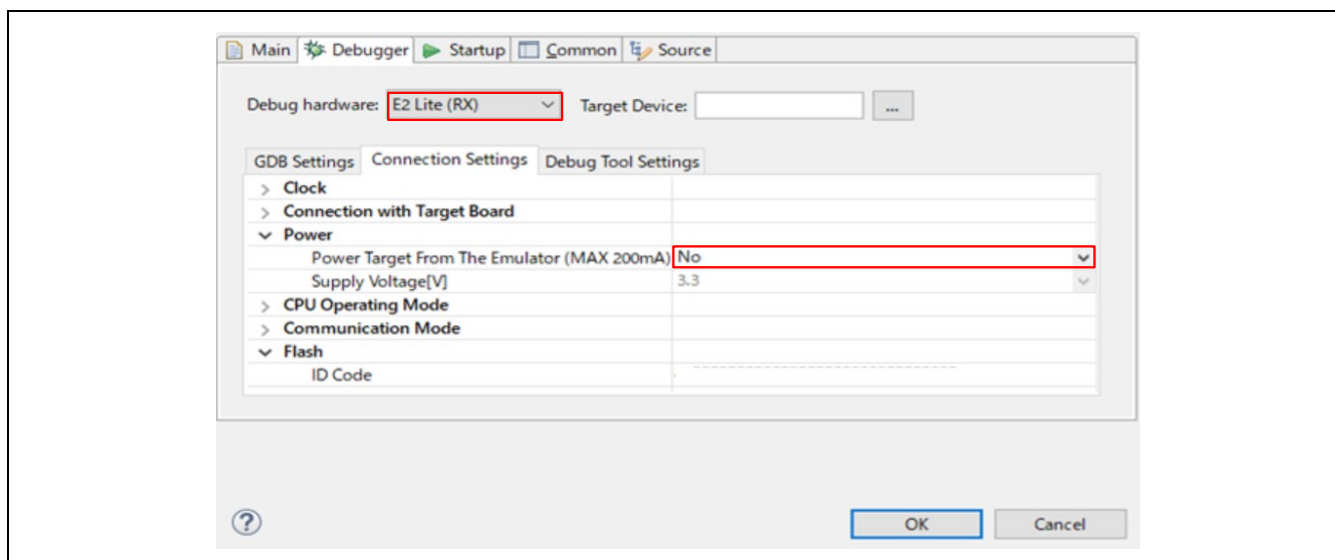 Main Debugger Startup Common Source
Debug hardware: E2 Lite (RX) Target Device: ...
GDB Settings Connection Settings Debug Tool Settings
Clock
Connection with Target Board
Power
Power Target From The Emulator (MAX 200mA) No
Supply Voltage[V] 3.3
CPU Operating Mode
Communication Mode
Flash
ID Code
? OK Cancel